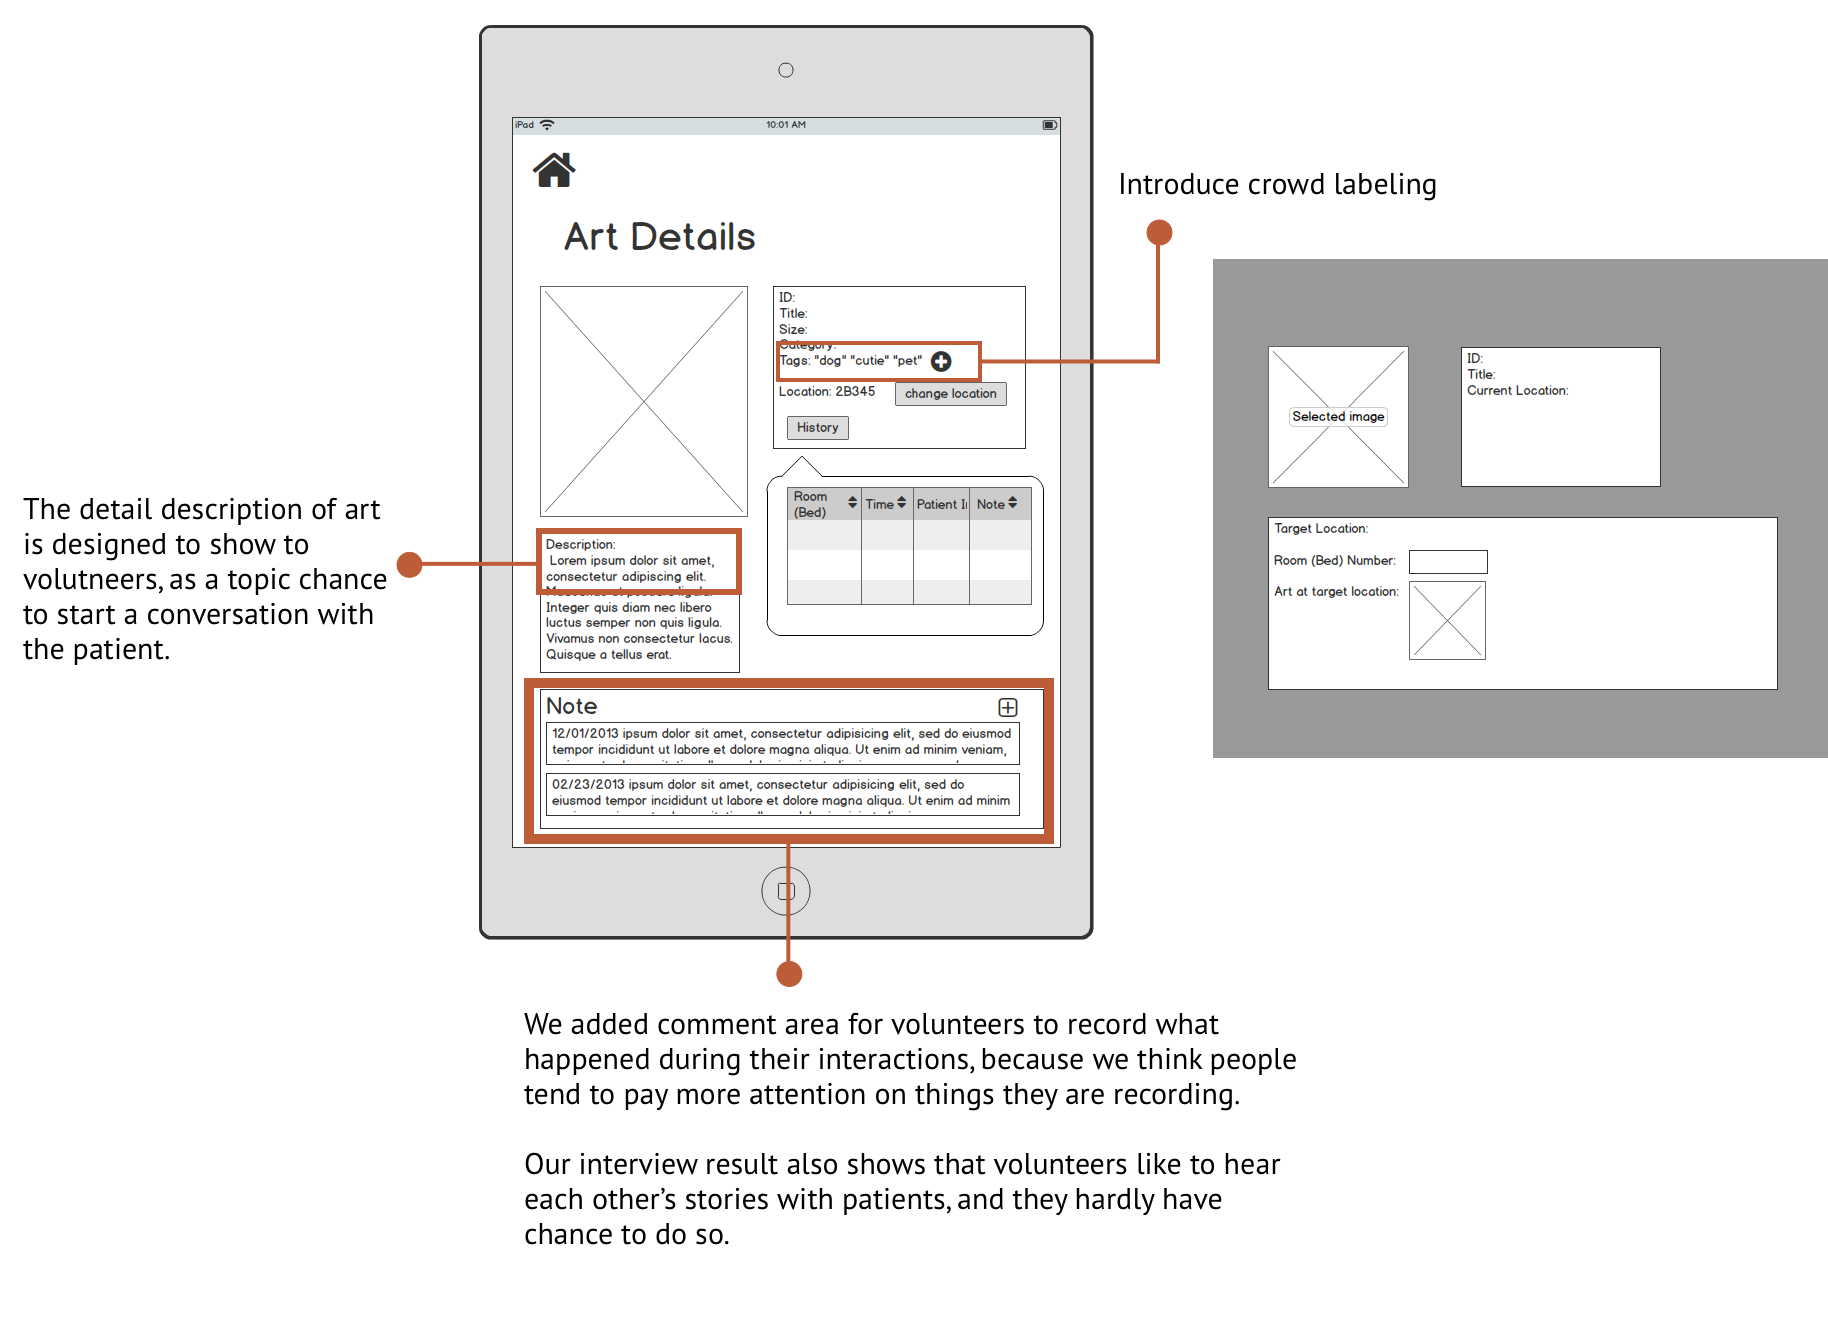 iPad
10:01 AM
Introduce crowd labeling
Art Details
ID:
Title:
Size:
Category:
Tags: "dog" "cutie" "pet"
Location: 2B345
change location
History
Room
(Bed)
Time
Patient
Note
Description:
Lorem ipsum dolor sit amet,
consectetur adipiscing elit.
Integer quis diam nec libero
luctus semper non quis ligula.
Vivamus non consectetur lacus.
Quisque a tellus erat.
The detail description of art
is designed to show to
volutneers, as a topic chance
to start a conversation with
the patient.
Note
12/01/2013 ipsum dolor sit amet, consectetur adipisicing elit, sed do eiusmod
tempor incididunt ut labore et dolore magna aliqua. Ut enim ad minim veniam,
02/23/2013 ipsum dolor sit amet, consectetur adipisicing elit, sed do
eiusmod tempor incididunt ut labore et dolore magna aliqua. Ut enim ad minim
Selected image
ID:
Title:
Current Location:
Target Location:
Room (Bed) Number:
Art at target location:
We added comment area for volunteers to record what
happened during their interactions, because we think people
tend to pay more attention on things they are recording.
Our interview result also shows that volunteers like to hear
each other’s stories with patients, and they hardly have
chance to do so.